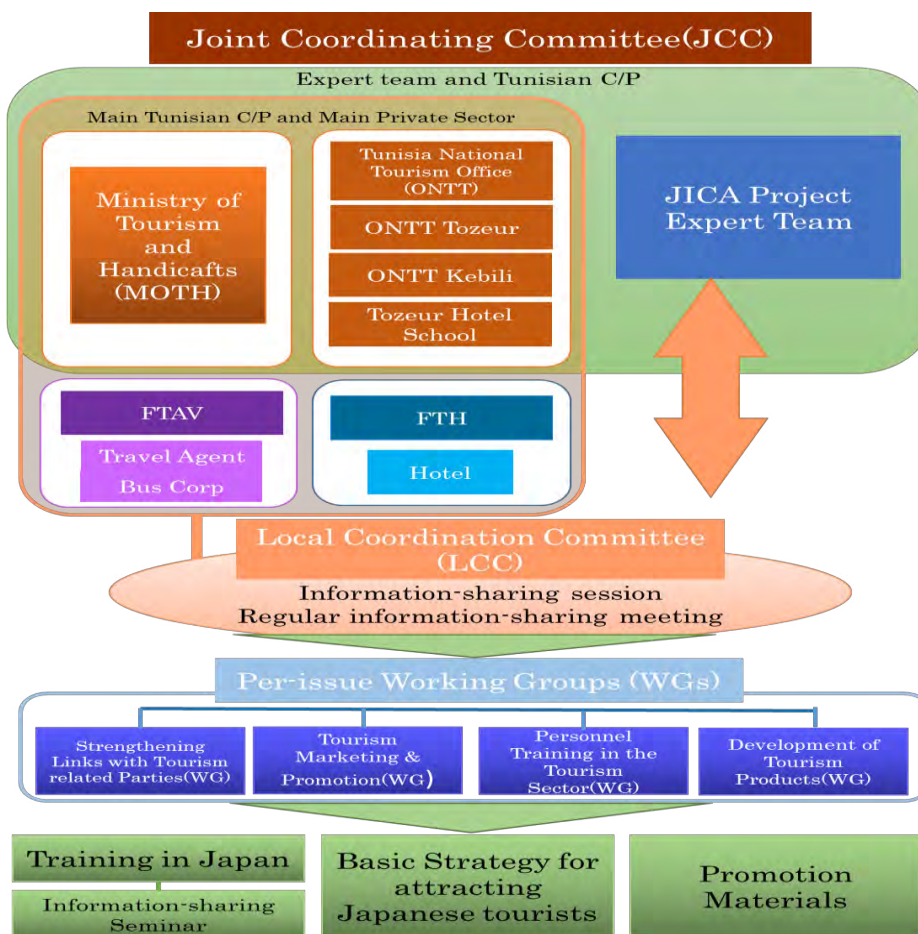 Joint Coordinating Committee(JCC)
Expert team and Tunisian C/P
Main Tunisian C/P and Main Private Sector
Ministry of
Tourism
and
Handicafts
(MOTH)
Tunisia National
Tourism Office
(ONTT)
ONTT Tozeur
ONTT Kebili
Tozeur Hotel
School
JICA Project
Expert Team
FTAV
Travel Agent
Bus Corp
FTH
Hotel
Local Coordination Committee
(LCC)
Information-sharing session
Regular information-sharing meeting
Per-issue Working Groups (WGs)
Strengthening
Links with Tourism
related Parties(WG)
Tourism
Marketing &
Promotion(WG)
Personnel
Training in the
Tourism
Sector(WG)
Development of
Tourism
Products(WG)
Training in Japan
Information-sharing
Seminar
Basic Strategy for
attracting
Japanese tourists
Promotion
Materials